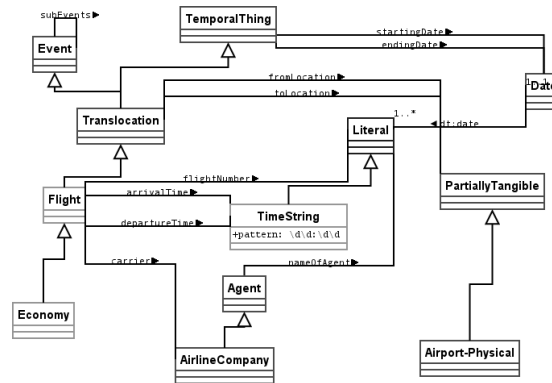 subEvents
TemporalThing
startingDate
endingDate
Event
fromLocation
toLocation
Date
Translocation
1..*
Literal
dt:date
flightNumber
PartiallyTangible
Flight
arrivalTime
TimeString
departureTime
+pattern: \d\d:\d\d
carrier
nameOfAgent
Agent
Economy
AirlineCompany
Airport-Physical